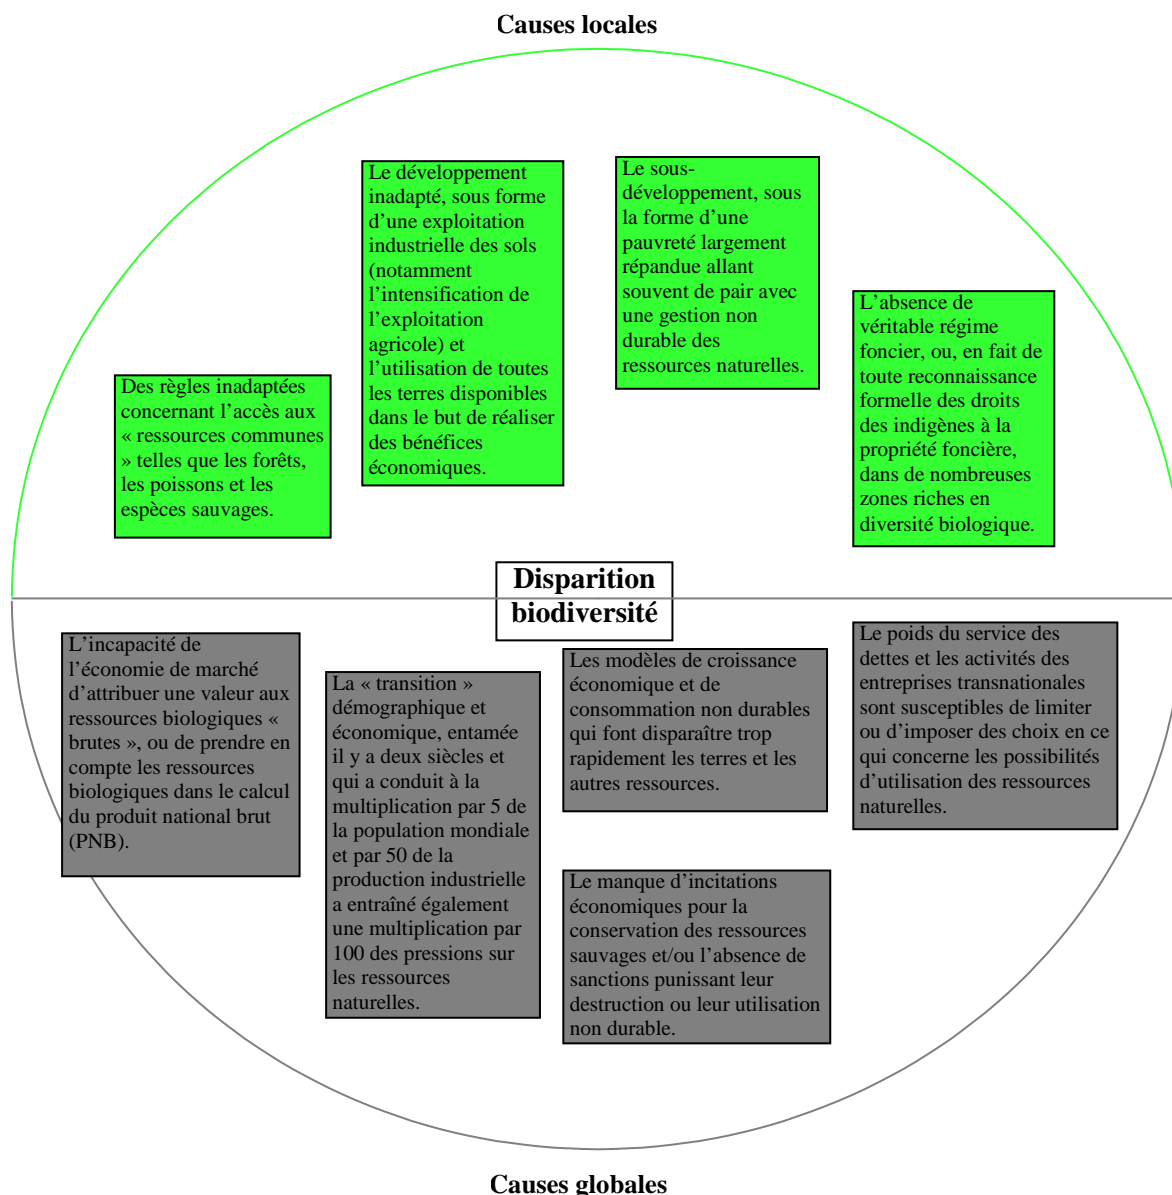 Causes locales
Des règles inadaptées
concernant l’accès aux
« ressources communes
» telles que les forêts,
les poissons et les
espèces sauvages.
Le développement
inadapté, sous forme
d’une exploitation
industrielle des sols
(notamment
l’intensification de
l’exploitation
agricole) et
l’utilisation de toutes
les terres disponibles
dans le but de réaliser
des bénéfices
économiques.
Le sous-
développement, sous
la forme d’une
pauvreté largement
répandue allant
souvent de pair avec
une gestion non
durable des
ressources naturelles.
L’absence de
véritable régime
foncier, ou, en fait de
toute reconnaissance
formelle des droits
des indigènes à la
propriété foncière,
dans de nombreuses
zones riches en
diversité biologique.
Disparition
biodiversité
L’incapacité de
l’économie de marché
d’attribuer une valeur aux
ressources biologiques «
brutes », ou de prendre en
compte les ressources
biologiques dans le calcul
du produit national brut
(PNB).
La « transition »
démographique et
économique, entamée
il y a deux siècles et
qui a conduit à la
multiplication par 5 de
la population mondiale
et par 50 de la
production industrielle
a entraîné également
une multiplication par
100 des pressions sur
les ressources
naturelles.
Les modèles de croissance
économique et de
consommation non durables
qui font disparaître trop
rapidement les terres et les
autres ressources.
Le manque d’incitations
économiques pour la
conservation des ressources
sauvages et/ou l’absence de
sanctions punissant leur
destruction ou leur utilisation
non durable.
Le poids du service des
dettes et les activités des
entreprises transnationales
sont susceptibles de limiter
ou d’imposer des choix en ce
qui concerne les possibilités
d’utilisation des ressources
naturelles.
Causes globales